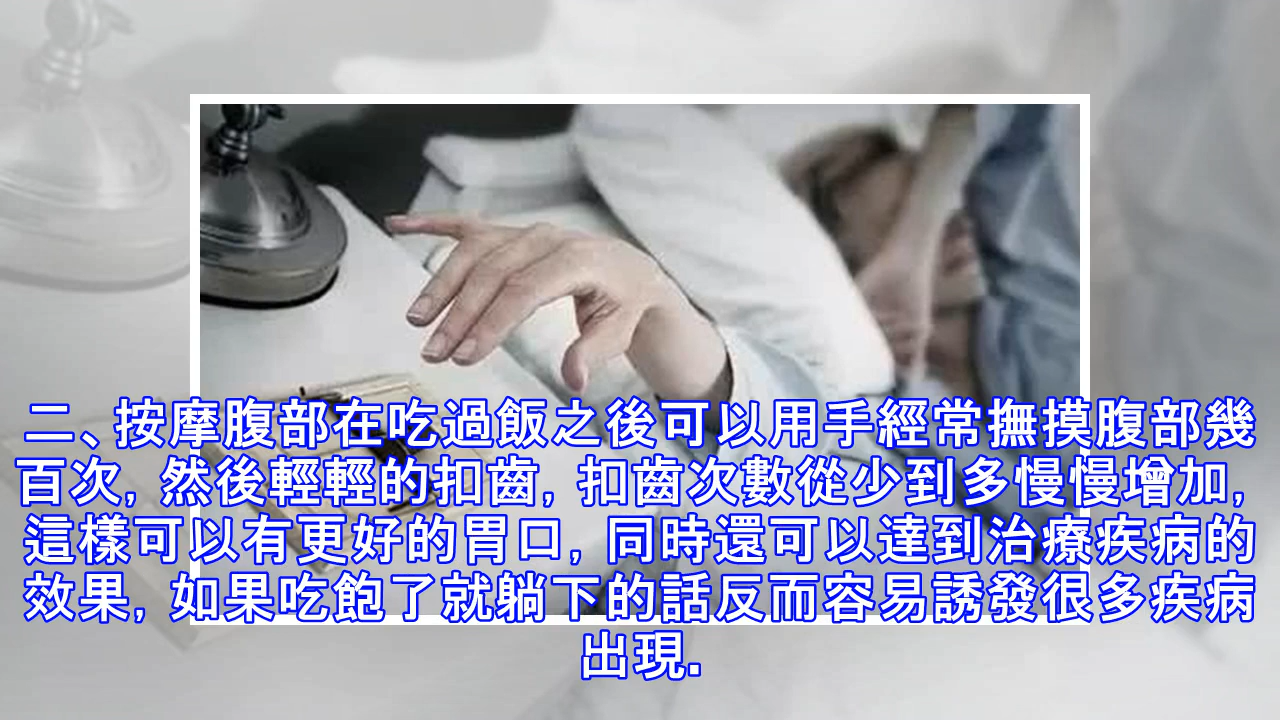 二、按摩腹部在吃過飯之後可以用手經常撫摸腹部幾
百次, 然後輕輕的扣齒, 扣齒次數從少到多慢慢增加,
這樣可以有更好的胃口, 同時還可以達到治療疾病的
效果, 如果吃飽了就躺下的話反而容易誘發很多疾病
出現.